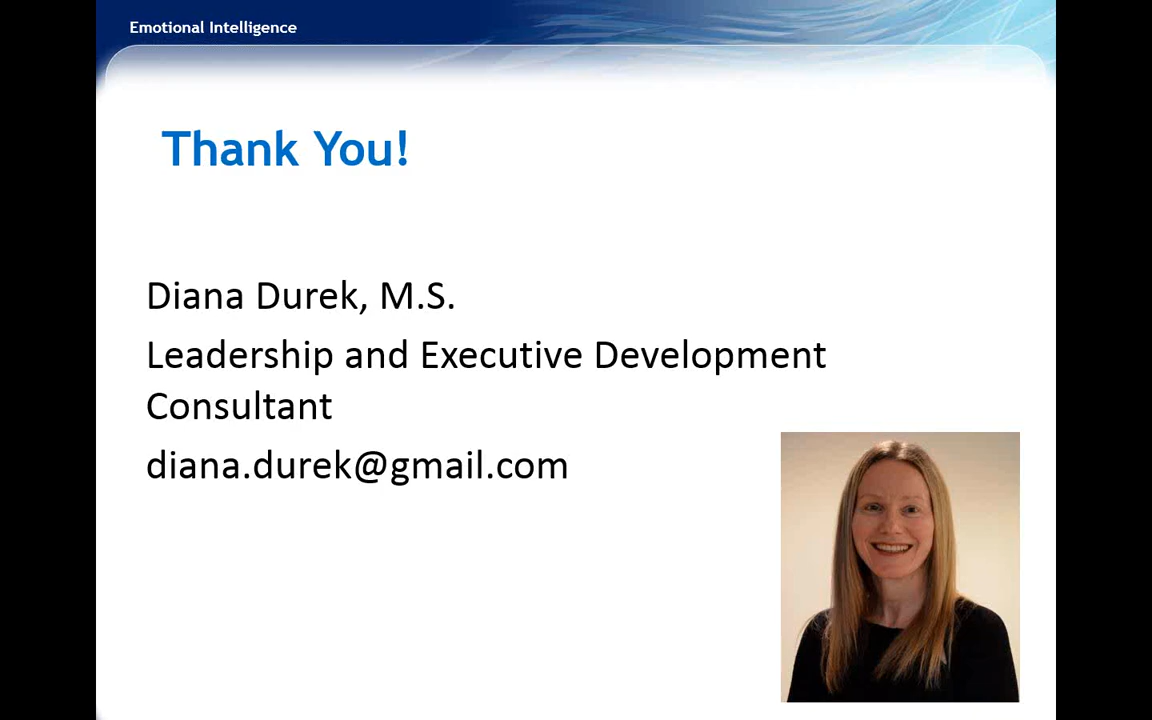 Emotional Intelligence
Thank You!
Diana Durek, M.S.
Leadership and Executive Development
Consultant
diana.durek@gmail.com